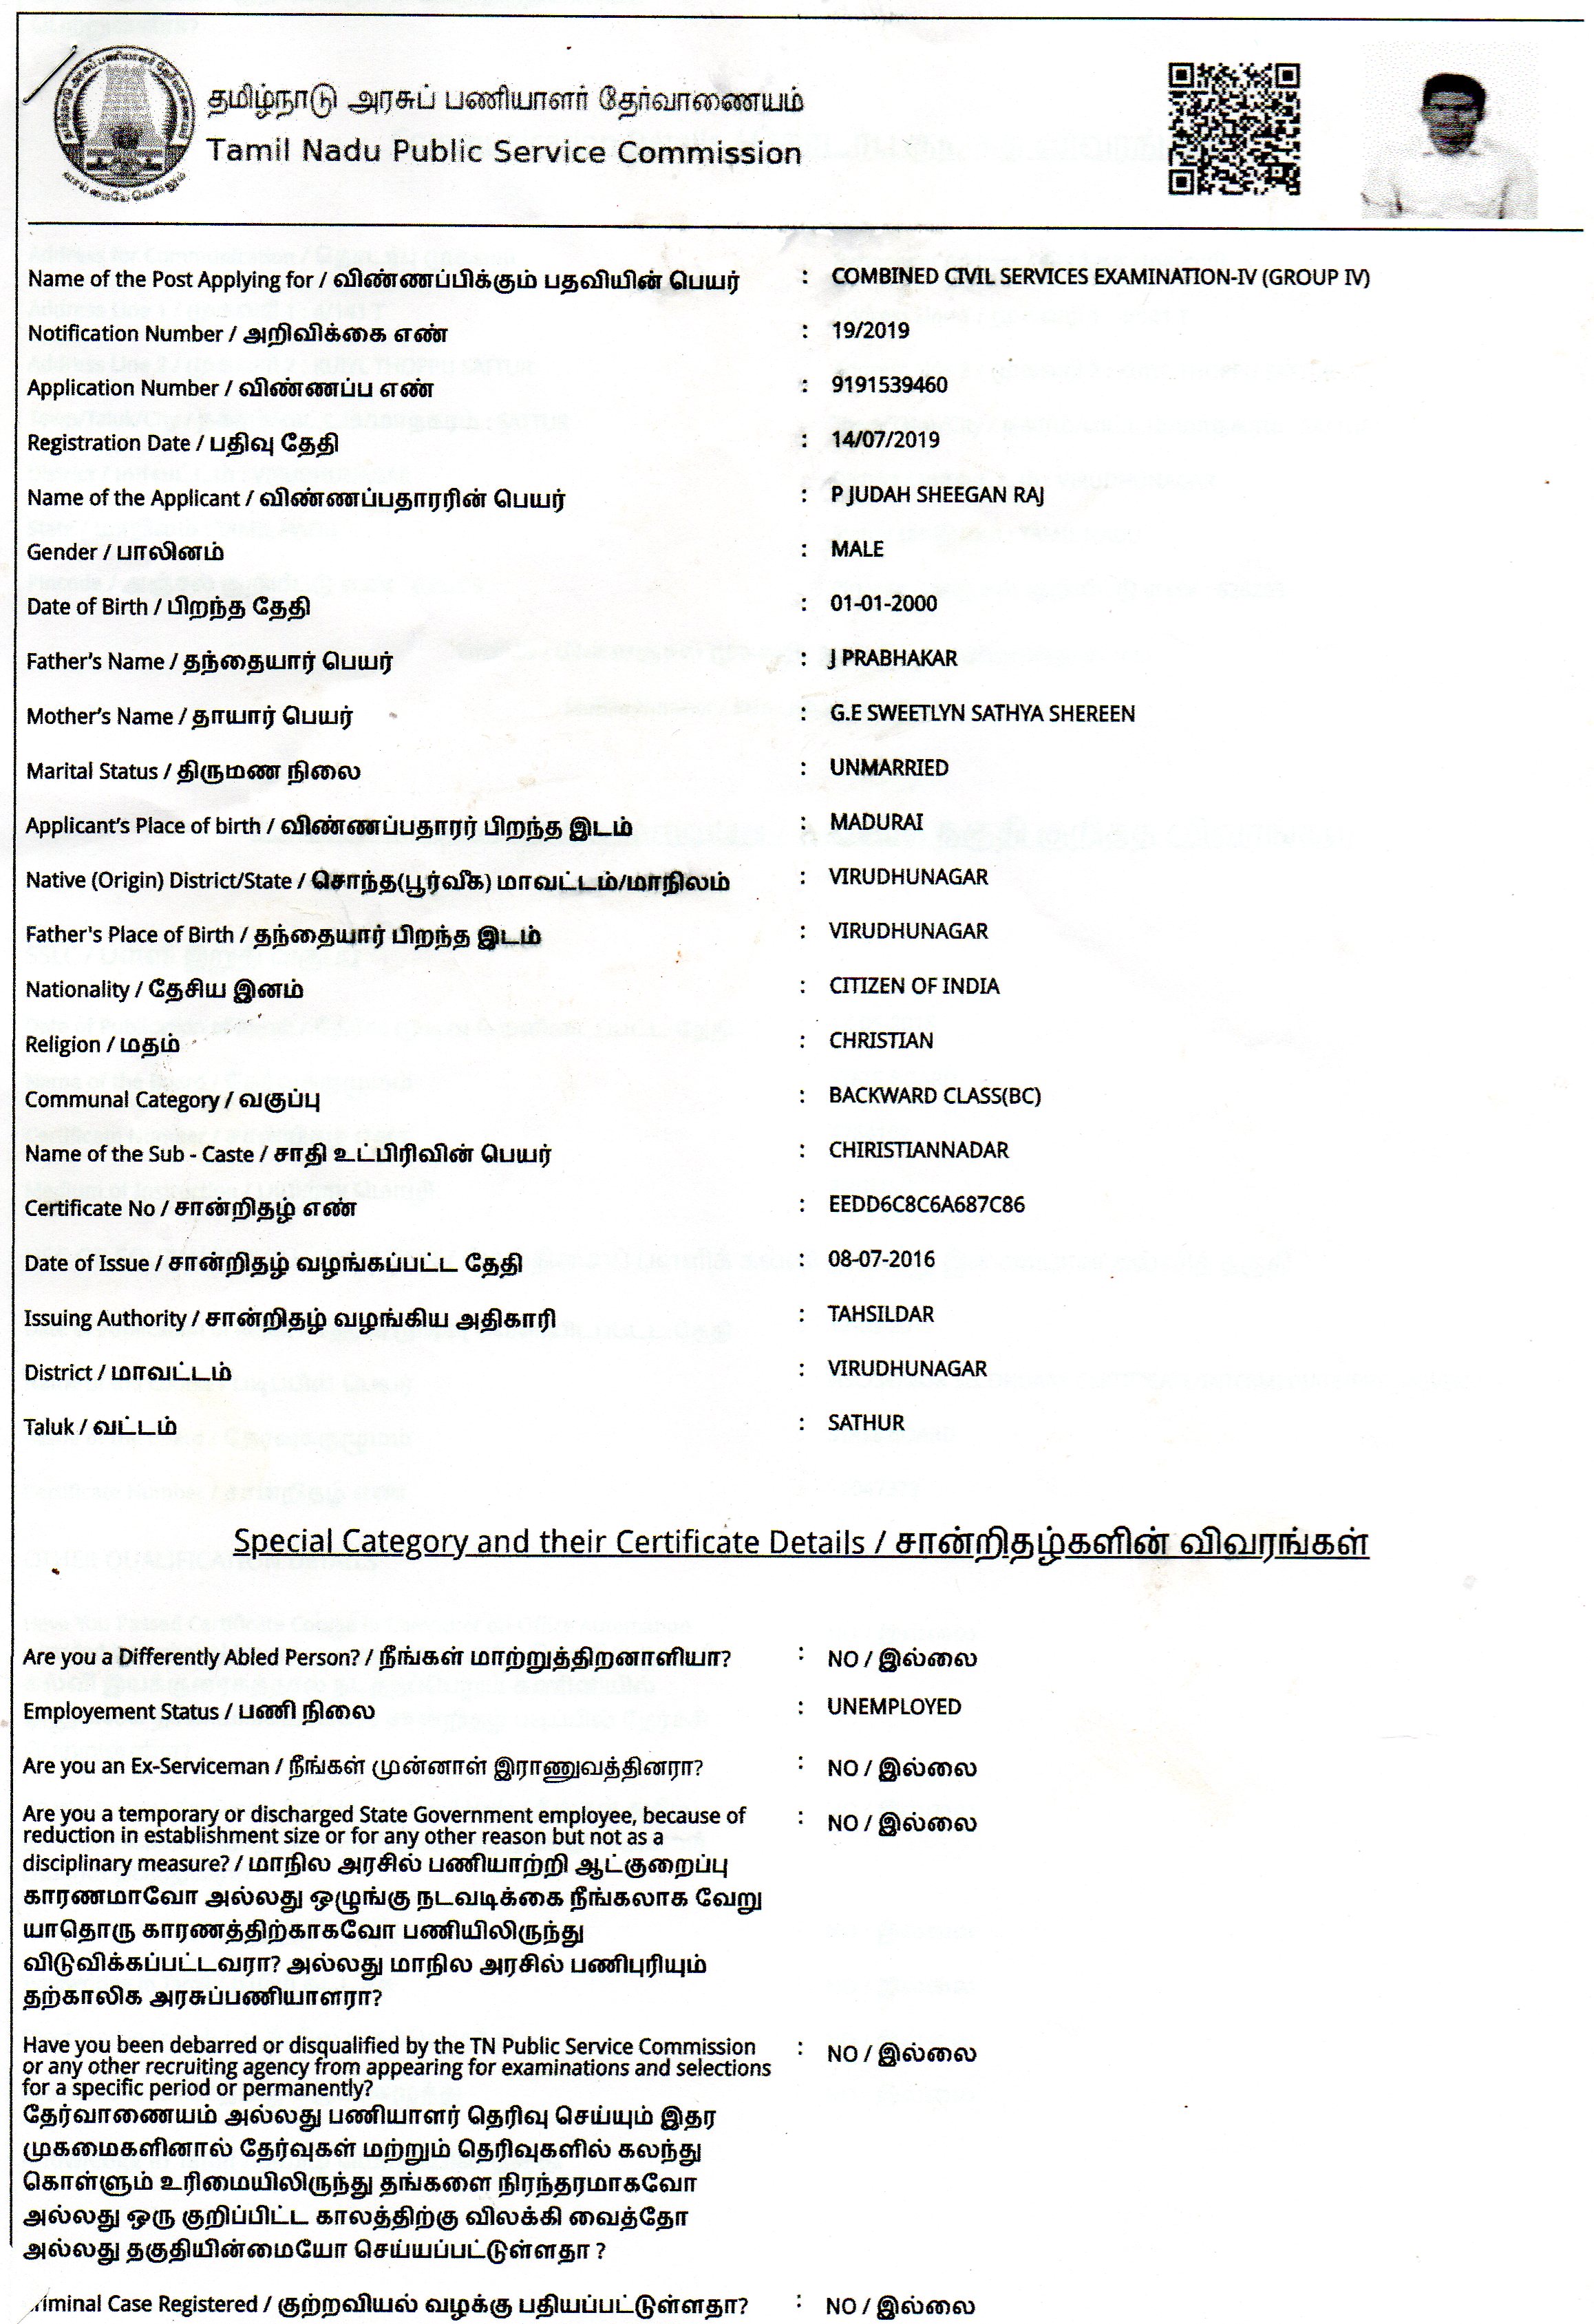 தமிழ்நாடு அரசுப் பணியாளர் தேர்வாணையம்
Tamil Nadu Public Service Commission
வாய்மையே வெல்லும்
Name of the Post Applying for / விண்ணப்பிக்கும் பதவியின் பெயர் : COMBINED CIVIL SERVICES EXAMINATION-IV (GROUP IV)
Notification Number / அறிவிக்கை எண் : 19/2019
Application Number / விண்ணப்ப எண் : 9191539460
Registration Date / பதிவு தேதி : 14/07/2019
Name of the Applicant / விண்ணப்பதாரரின் பெயர் : P JUDAH SHEEGAN RAJ
Gender / பாலினம் : MALE
Date of Birth / பிறந்த தேதி : 01-01-2000
Father's Name / தந்தையார் பெயர் : J PRABHAKAR
Mother's Name / தாயார் பெயர் : G.E SWEETLYN SATHYA SHEREEN
Marital Status / திருமண நிலை : UNMARRIED
Applicant's Place of birth / விண்ணப்பதாரர் பிறந்த இடம் : MADURAI
Native (Origin) District/State / சொந்த(பூர்வீக) மாவட்டம்/மாநிலம் : VIRUDHUNAGAR
Father's Place of Birth / தந்தையார் பிறந்த இடம் : VIRUDHUNAGAR
Nationality / தேசிய இனம் : CITIZEN OF INDIA
Religion / மதம் : CHRISTIAN
Communal Category / வகுப்பு : BACKWARD CLASS(BC)
Name of the Sub - Caste / சாதி உட்பிரிவின் பெயர் : CHIRISTIANNADAR
Certificate No / சான்றிதழ் எண் : EEDD6C8C6A687C86
Date of Issue / சான்றிதழ் வழங்கப்பட்ட தேதி : 08-07-2016
Issuing Authority / சான்றிதழ் வழங்கிய அதிகாரி : TAHSILDAR
District / மாவட்டம் : VIRUDHUNAGAR
Taluk / வட்டம் : SATHUR
Special Category and their Certificate Details / சான்றிதழ்களின் விவரங்கள்
Are you a Differently Abled Person? / நீங்கள் மாற்றுத்திறனாளியா? : NO / இல்லை
Employement Status / பணி நிலை : UNEMPLOYED
Are you an Ex-Serviceman / நீங்கள் முன்னாள் இராணுவத்தினரா? : NO / இல்லை
Are you a temporary or discharged State Government employee, because of : NO / இல்லை
reduction in establishment size or for any other reason but not as a
disciplinary measure? / மாநில அரசில் பணியாற்றி ஆட்குறைப்பு
காரணமாவோ அல்லது ஒழுங்கு நடவடிக்கை நீங்கலாக வேறு
யாதொரு காரணத்திற்காகவோ பணியிலிருந்து
விடுவிக்கப்பட்டவரா? அல்லது மாநில அரசில் பணிபுரியும்
தற்காலிக அரசுப்பணியாளரா?
Have you been debarred or disqualified by the TN Public Service Commission : NO / இல்லை
or any other recruiting agency from appearing for examinations and selections
for a specific period or permanently?
தேர்வாணையம் அல்லது பணியாளர் தெரிவு செய்யும் இதர
முகமைகளினால் தேர்வுகள் மற்றும் தெரிவுகளில் கலந்து
கொள்ளும் உரிமையிலிருந்து தங்களை நிரந்தரமாகவோ
அல்லது ஒரு குறிப்பிட்ட காலத்திற்கு விலக்கி வைத்தோ
அல்லது தகுதியின்மையோ செய்யப்பட்டுள்ளதா ?
riminal Case Registered / குற்றவியல் வழக்கு பதியப்பட்டுள்ளதா? : NO / இல்லை